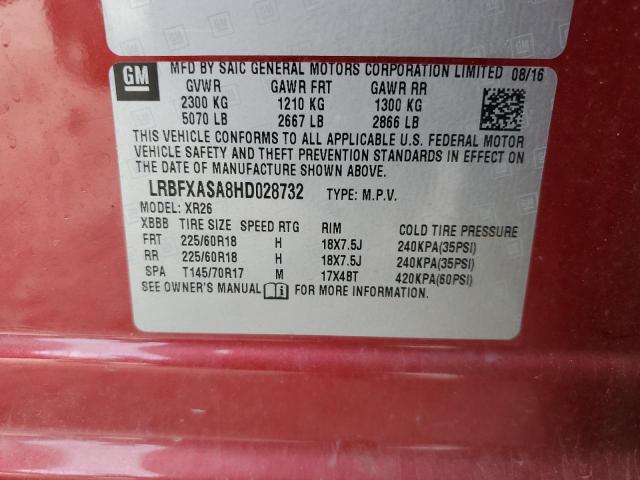 GM
MFD BY SAIC GENERAL MOTORS CORPORATION LIMITED 08/16
GVWR GAWR FRT GAWR RR
2300 KG 1210 KG 1300 KG
5070 LB 2667 LB 2866 LB
THIS VEHICLE CONFORMS TO ALL APPLICABLE U.S. FEDERAL MOTOR
VEHICLE SAFETY AND THEFT PREVENTION STANDARDS IN EFFECT ON
THE DATE OF MANUFACTURE SHOWN ABOVE.
LRBFXASA8HD028732 TYPE: M.P.V.
MODEL: XR26
XBBB TIRE SIZE SPEED RTG RIM COLD TIRE PRESSURE
FRT 225/60R18 H 18X7.5J 240KPA(35PSI)
RR 225/60R18 H 18X7.5J 240KPA(35PSI)
SPA T145/70R17 M 17X4BT 420KPA(60PSI)
SEE OWNER'S MANUAL FOR MORE INFORMATION.